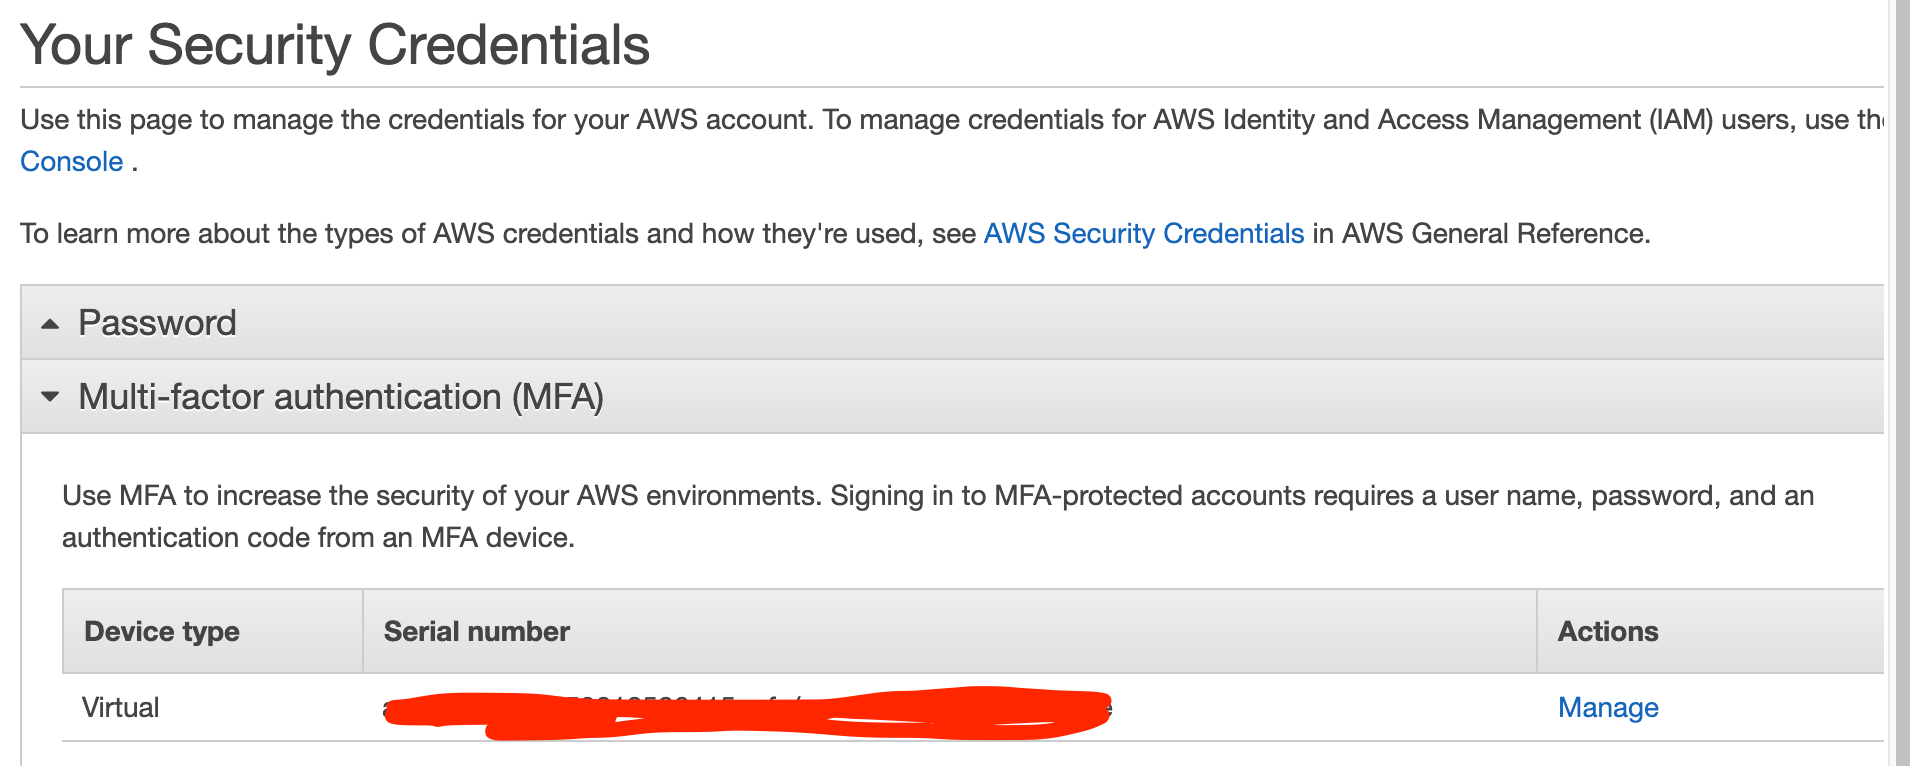 Your Security Credentials
Use this page to manage the credentials for your AWS account. To manage credentials for AWS Identity and Access Management (IAM) users, use the
Console .
To learn more about the types of AWS credentials and how they're used, see AWS Security Credentials in AWS General Reference.
Password
Multi-factor authentication (MFA)
Use MFA to increase the security of your AWS environments. Signing in to MFA-protected accounts requires a user name, password, and an
authentication code from an MFA device.
Device type Serial number Actions
Virtual Manage